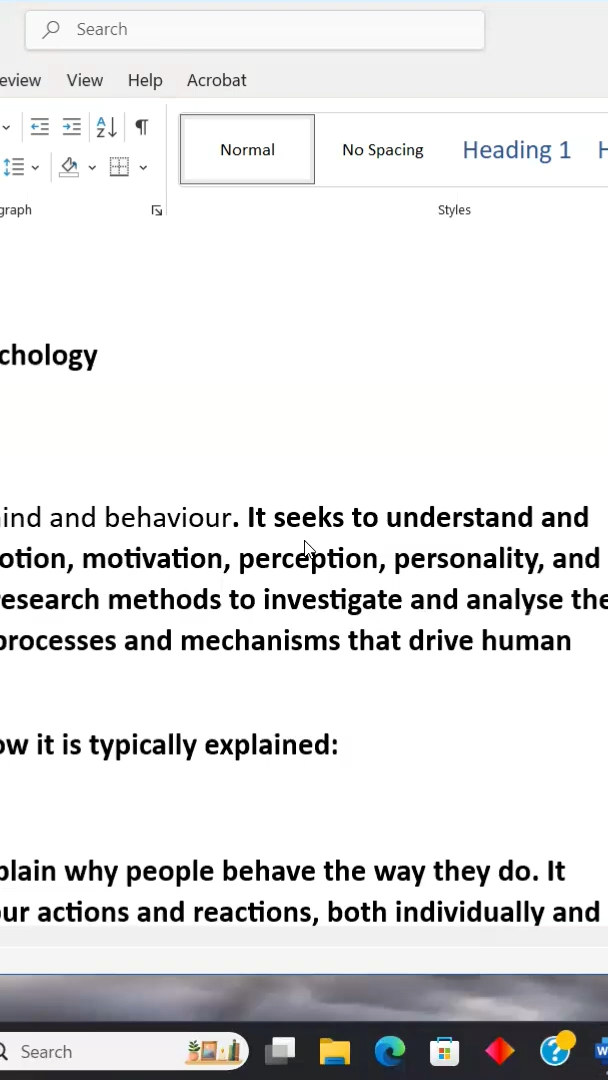 Search
eview View Help Acrobat
Normal No Spacing Heading 1 H
graph Styles
chology
ind and behaviour. It seeks to understand and
otion, motivation, perception, personality, and
research methods to investigate and analyse the
processes and mechanisms that drive human
ow it is typically explained:
plain why people behave the way they do. It
our actions and reactions, both individually and
Search